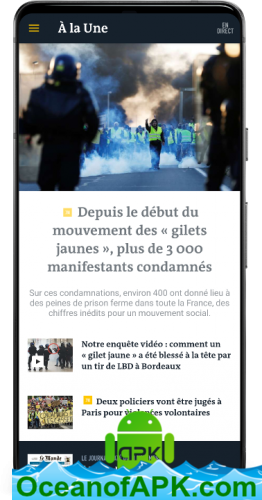 À la Une
EN
DIRECT
Depuis le début du
mouvement des « gilets
jaunes », plus de 3 000
manifestants condamnés
Sur ces condamnations, environ 400 ont donné lieu à
des peines de prison ferme dans toute la France, des
chiffres inédits pour un mouvement social.
Notre enquête vidéo : comment un
« gilet jaune » a été blessé à la tête par
un tir de LBD à Bordeaux
Deux policiers vont être jugés à
Paris pour violences volontaires
Le Monde
LE JOURNAL
apk
OceanofAPK.com